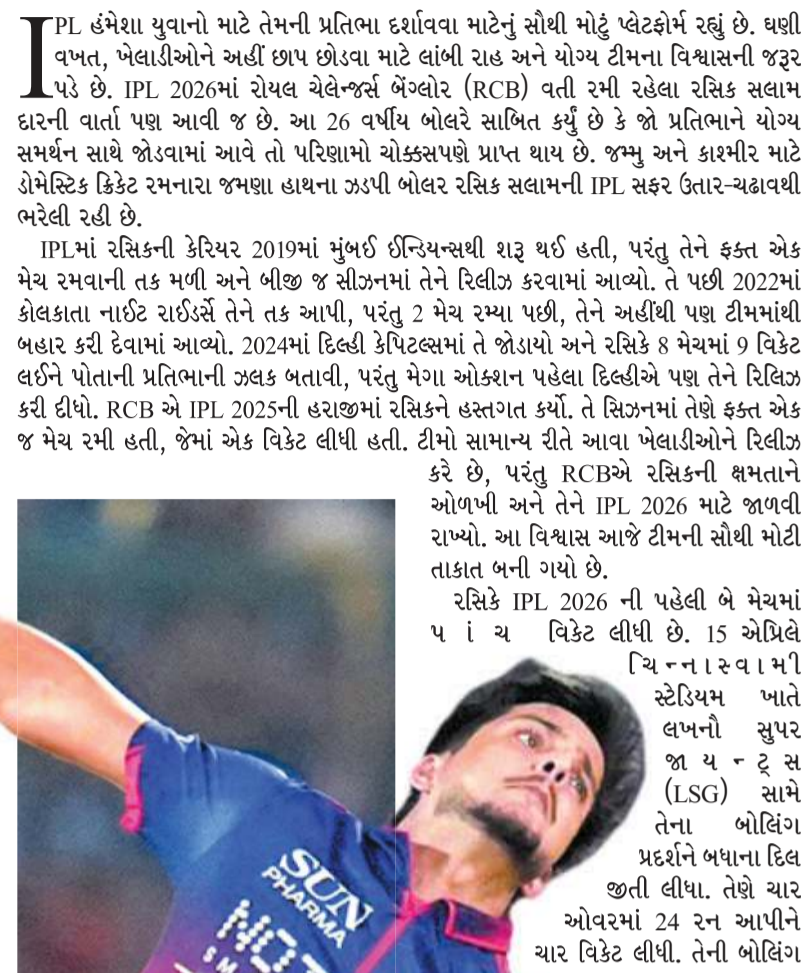 IPL હંમેશા યુવાનો માટે તેમની પ્રતિભા દર્શાવવા માટેનું સૌથી મોટું પ્લેટફોર્મ રહ્યું છે. ઘણી
વખત, ખેલાડીઓને અહીં છાપ છોડવા માટે લાંબી રાહ અને યોગ્ય ટીમના વિશ્વાસની જરૂર
પડે છે. IPL 2026માં રોયલ ચેલેન્જર્સ બેંગ્લોર (RCB) વતી રમી રહેલા રસિક સલામ
દારની વાર્તા પણ આવી જ છે. આ 26 વર્ષીય બોલરે સાબિત કર્યું છે કે જો પ્રતિભાને યોગ્ય
સમર્થન સાથે જોડવામાં આવે તો પરિણામો ચોક્કસપણે પ્રાપ્ત થાય છે. જમ્મુ અને કાશ્મીર માટે
ડોમેસ્ટિક ક્રિકેટ રમનારા જમણા હાથના ઝડપી બોલર રસિક સલામની IPL સફર ઉતાર-ચઢાવથી
ભરેલી રહી છે.
IPLમાં રસિકની કેરિયર 2019માં મુંબઈ ઈન્ડિયન્સથી શરૂ થઈ હતી, પરંતુ તેને ફક્ત એક
મેચ રમવાની તક મળી અને બીજી જ સીઝનમાં તેને રિલીઝ કરવામાં આવ્યો. તે પછી 2022માં
કોલકાતા નાઈટ રાઈડર્સે તેને તક આપી, પરંતુ 2 મેચ રમ્યા પછી, તેને અહીંથી પણ ટીમમાંથી
બહાર કરી દેવામાં આવ્યો. 2024માં દિલ્હી કેપિટલ્સમાં તે જોડાયો અને રસિકે 8 મેચમાં 9 વિકેટ
લઈને પોતાની પ્રતિભાની ઝલક બતાવી, પરંતુ મેગા ઓક્શન પહેલા દિલ્હીએ પણ તેને રિલિઝ
કરી દીધો. RCB એ IPL 2025ની હરાજીમાં રસિકને હસ્તગત કર્યો. તે સિઝનમાં તેણે ફક્ત એક
જ મેચ રમી હતી, જેમાં એક વિકેટ લીધી હતી. ટીમો સામાન્ય રીતે આવા ખેલાડીઓને રિલીઝ
કરે છે, પરંતુ RCBએ રસિકની ક્ષમતાને
ઓળખી અને તેને IPL 2026 માટે જાળવી
રાખ્યો. આ વિશ્વાસ આજે ટીમની સૌથી મોટી
તાકાત બની ગયો છે.
રસિકે IPL 2026 ની પહેલી બે મેચમાં
પાંચ વિકેટ લીધી છે. 15 એપ્રિલે
ચિન્નાસ્વામી
સ્ટેડિયમ ખાતે
લખનૌ સુપર
જાયન્ટ્સ
(LSG) સામે
તેના બોલિંગ
પ્રદર્શને બધાના દિલ
જીતી લીધા. તેણે ચાર
ઓવરમાં 24 રન આપીને
ચાર વિકેટ લીધી. તેની બોલિંગ
SUN
PHARMA